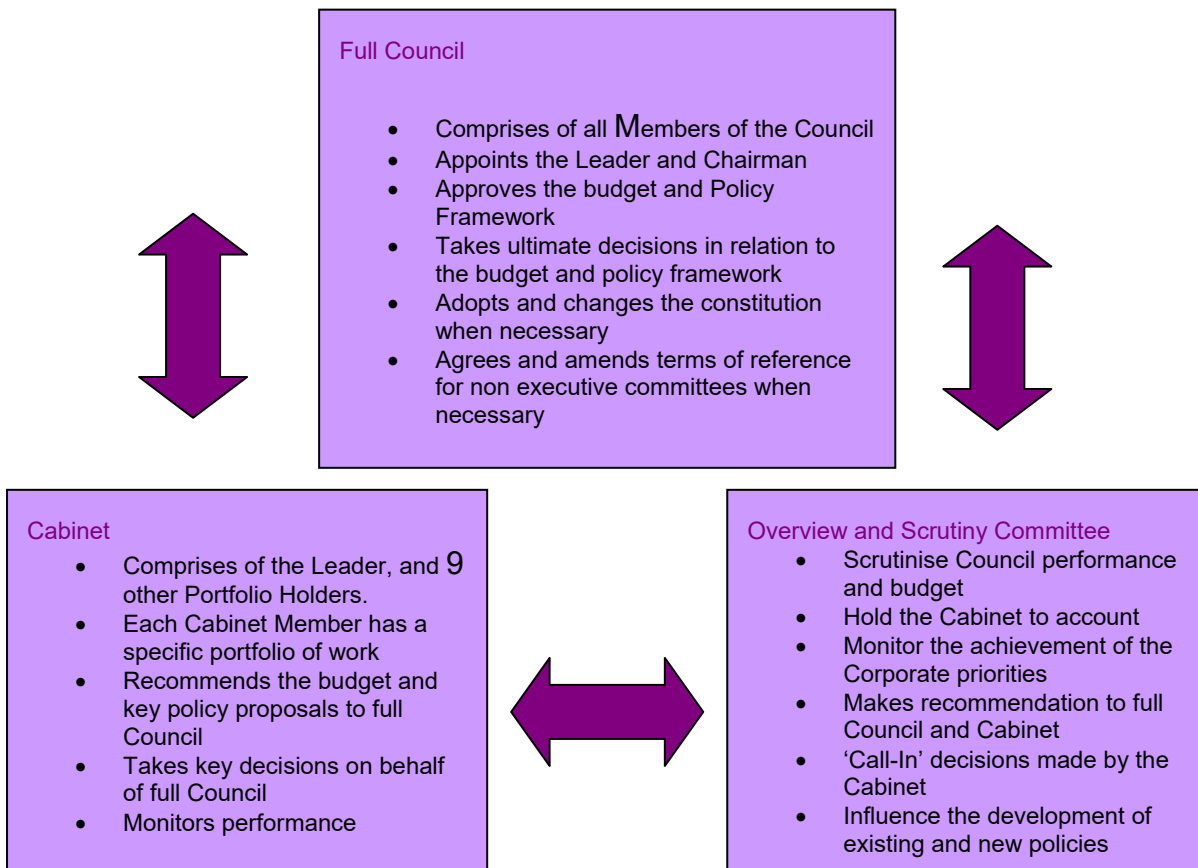 Full Council
• Comprises of all Members of the Council
• Appoints the Leader and Chairman
• Approves the budget and Policy
Framework
• Takes ultimate decisions in relation to
the budget and policy framework
• Adopts and changes the constitution
when necessary
• Agrees and amends terms of reference
for non executive committees when
necessary
Cabinet
• Comprises of the Leader, and 9
other Portfolio Holders.
• Each Cabinet Member has a
specific portfolio of work
• Recommends the budget and
key policy proposals to full
Council
• Takes key decisions on behalf
of full Council
• Monitors performance
Overview and Scrutiny Committee
• Scrutinise Council performance
and budget
• Hold the Cabinet to account
• Monitor the achievement of the
Corporate priorities
• Makes recommendation to full
Council and Cabinet
• ‘Call-In’ decisions made by the
Cabinet
• Influence the development of
existing and new policies